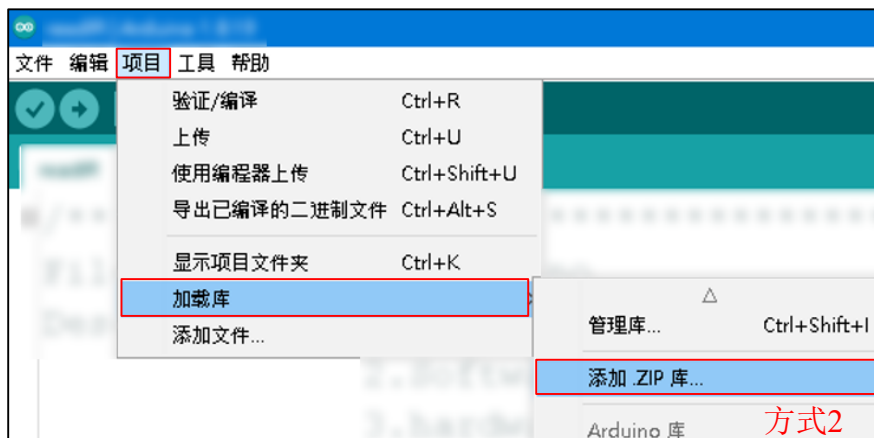 文件 编辑 项目 工具 帮助
验证/编译 Ctrl+R
上传 Ctrl+U
使用编程器上传 Ctrl+Shift+U
导出已编译的二进制文件 Ctrl+Alt+S
显示项目文件夹 Ctrl+K
加载库
添加文件...
管理库... Ctrl+Shift+I
添加 .ZIP 库...
Arduino 库
方式2